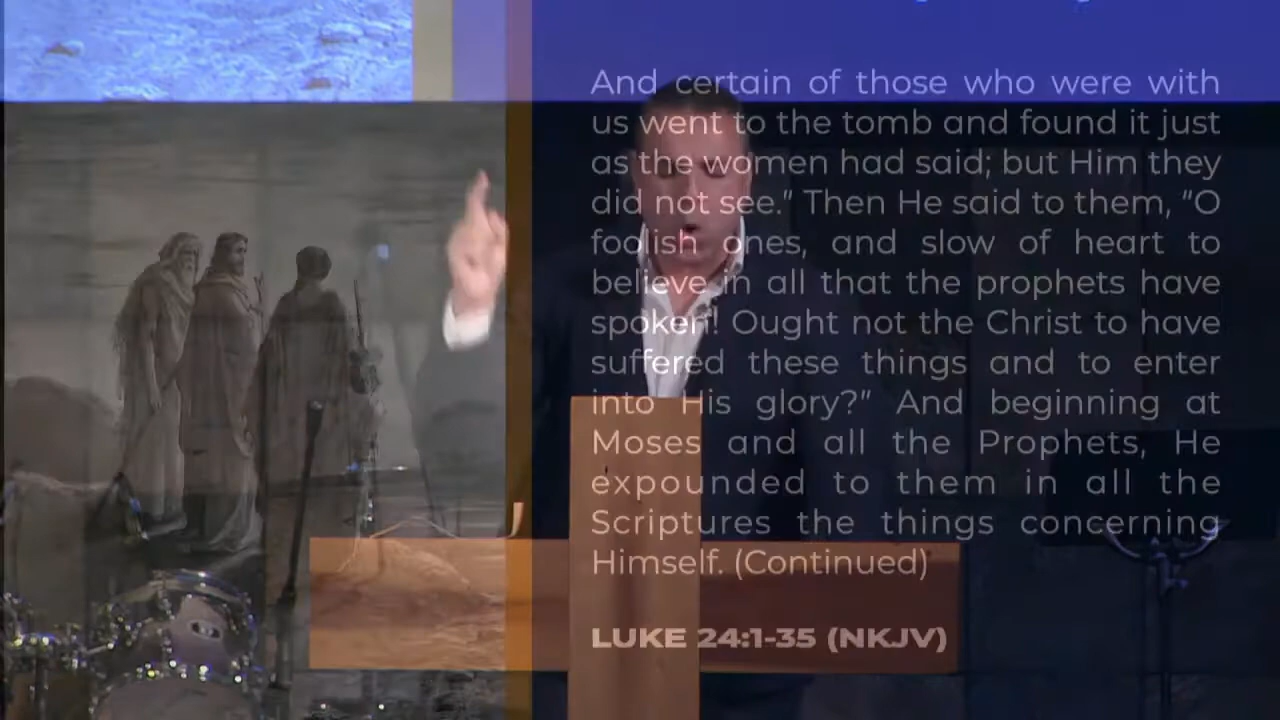 And certain of those who were with
us went to the tomb and found it just
as the women had said; but Him they
did not see.” Then He said to them, “O
foolish ones, and slow of heart to
believe in all that the prophets have
spoken! Ought not the Christ to have
suffered these things and to enter
into His glory?” And beginning at
Moses and all the Prophets, He
expounded to them in all the
Scriptures the things concerning
Himself. (Continued)
LUKE 24:1-35 (NKJV)